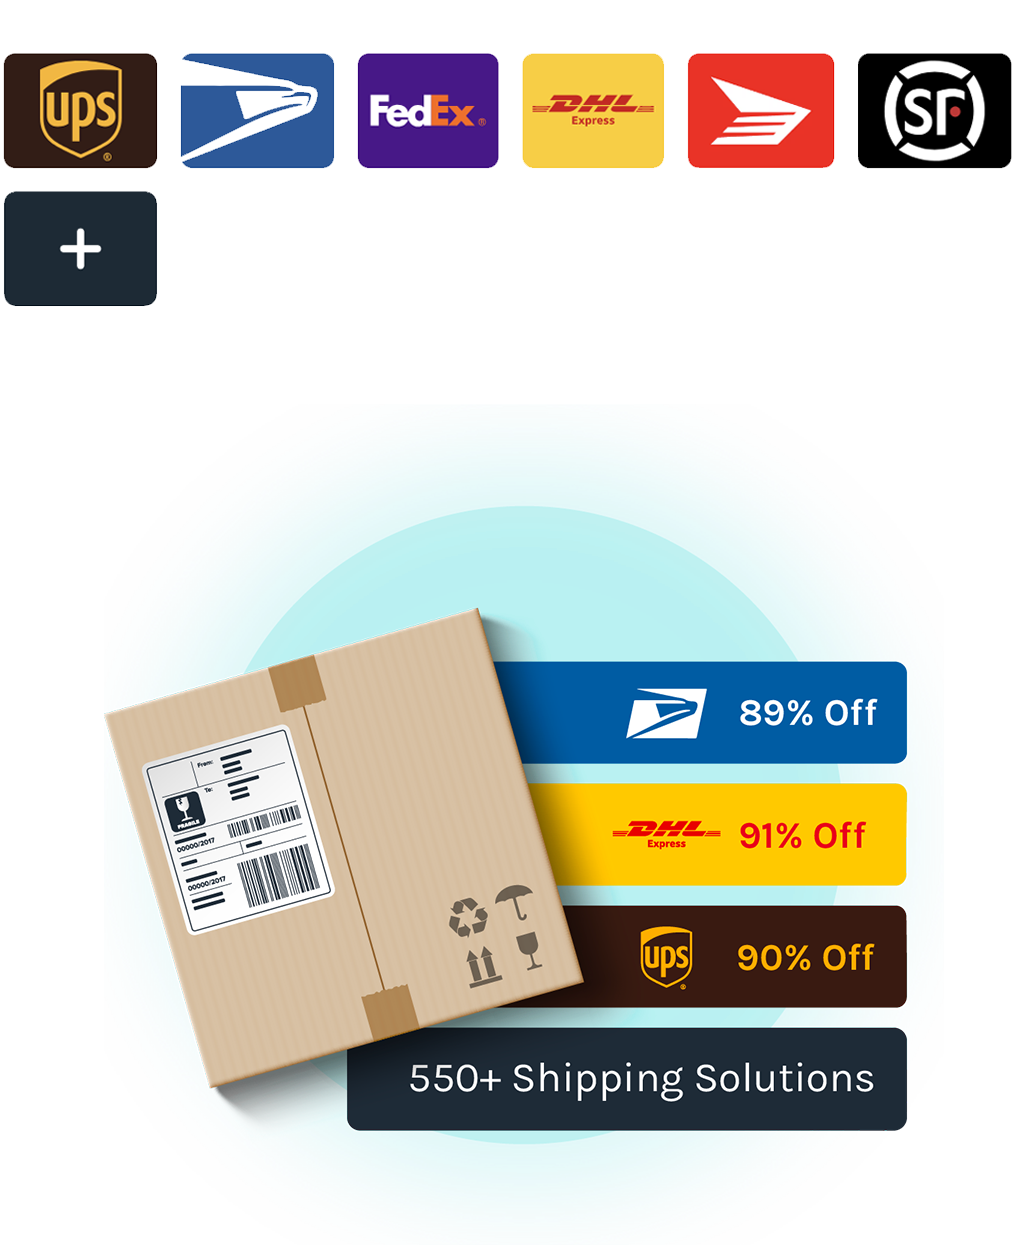 ups
FedEx
DHL
Express
SF
+
89% Off
From:
To:
FRAGILE
00000/2017
00000/2017
DHL
Express
91% Off
ups
90% Off
550+ Shipping Solutions